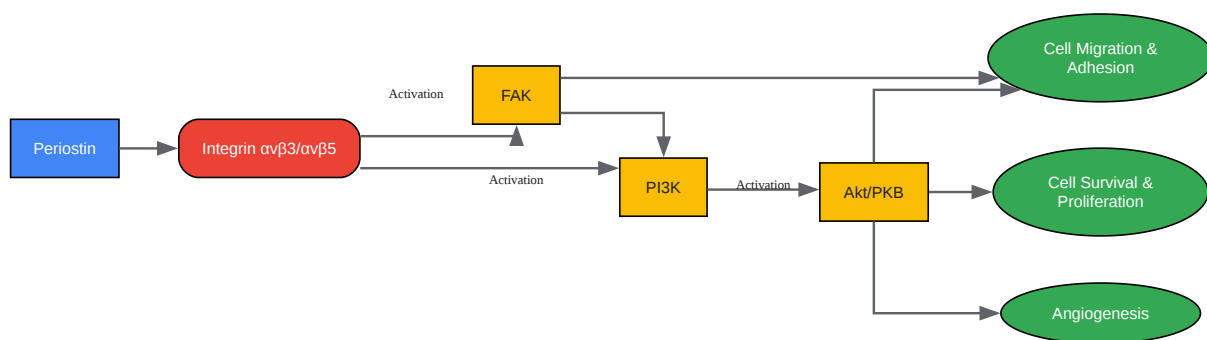 Periostin
Integrin αvβ3/αvβ5
Activation
FAK
Activation
PI3K
Activation
Akt/PKB
Cell Migration &
Adhesion
Cell Survival &
Proliferation
Angiogenesis